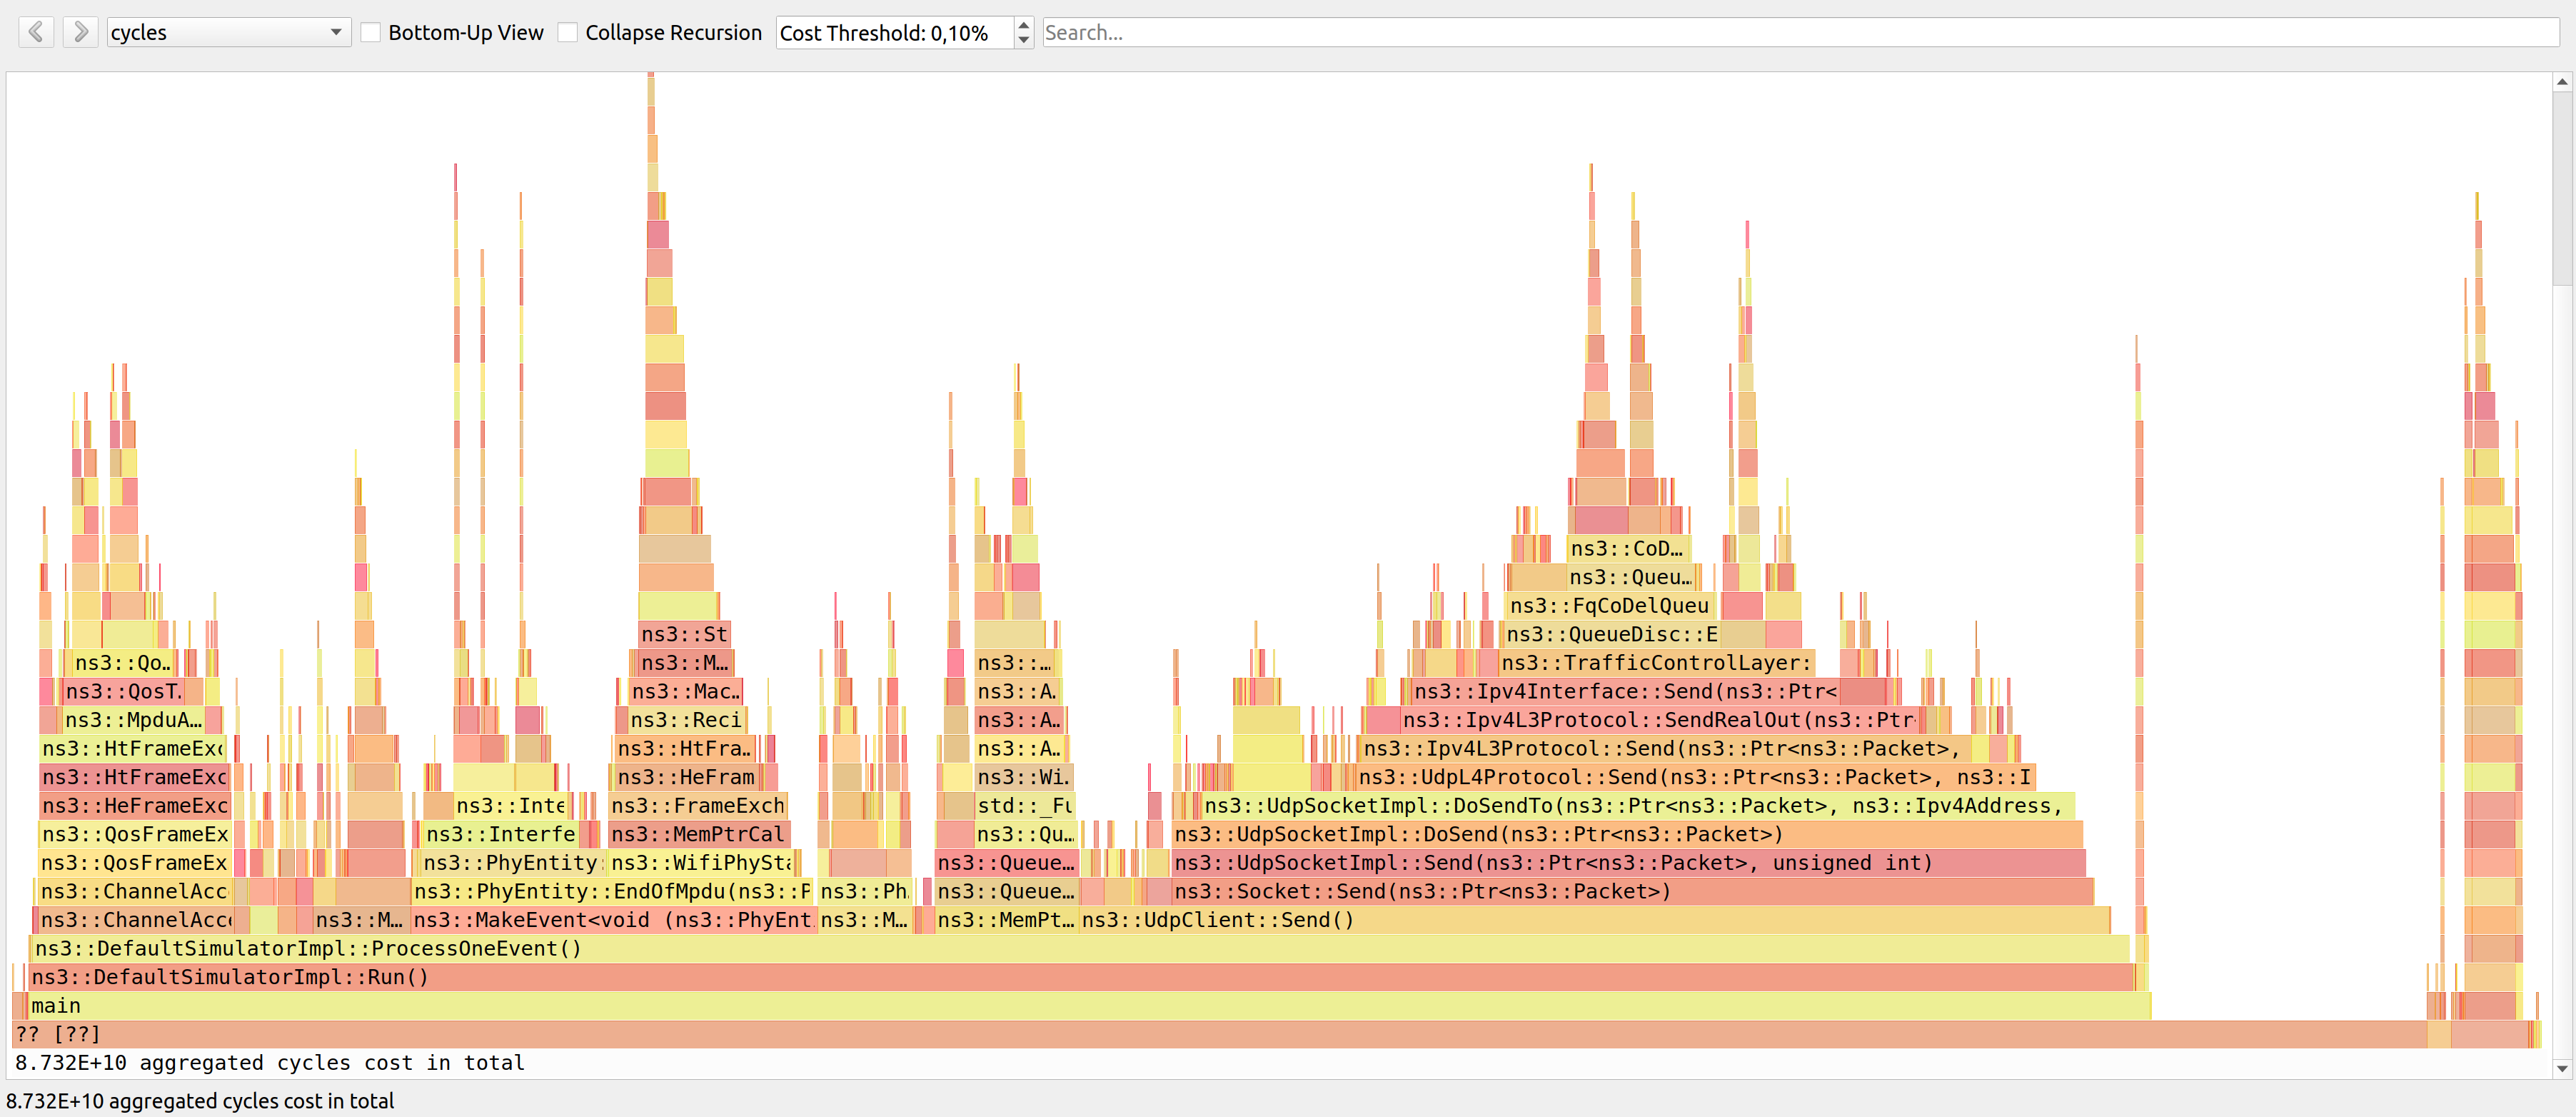 cycles Bottom-Up View Collapse Recursion Cost Threshold: 0,10% Search...
ns3::CoD…
ns3::Queu…
ns3::FqCoDelQueu
ns3::St ns3::QueueDisc::E
ns3::Qo… ns3::M… ns3::… ns3::TrafficControlLayer:
ns3::QosT. ns3::Mac… ns3::A. ns3::Ipv4Interface::Send(ns3::Ptr<
ns3::MpduA… ns3::Reci ns3::A… ns3::Ipv4L3Protocol::SendRealOut(ns3::Ptr
ns3::HtFrameExc ns3::HtFra… ns3::A… ns3::Ipv4L3Protocol::Send(ns3::Ptr<ns3::Packet>,
ns3::HtFrameExc ns3::HeFram ns3::Wi. ns3::UdpL4Protocol::Send(ns3::Ptr<ns3::Packet>, ns3::I
ns3::HeFrameExc ns3::Inte ns3::FrameExch std::_Fu ns3::UdpSocketImpl::DoSendTo(ns3::Ptr<ns3::Packet>, ns3::Ipv4Address,
ns3::QosFrameEx ns3::Interfe ns3::MemPtrCal ns3::Qu… ns3::UdpSocketImpl::DoSend(ns3::Ptr<ns3::Packet>)
ns3::QosFrameEx ns3::PhyEntity ns3::WifiPhySta ns3::Queue… ns3::UdpSocketImpl::Send(ns3::Ptr<ns3::Packet>, unsigned int)
ns3::ChannelAcc ns3::PhyEntity::EndOfMpdu(ns3::P ns3::Ph ns3::Queue… ns3::Socket::Send(ns3::Ptr<ns3::Packet>)
ns3::ChannelAcc ns3::M… ns3::MakeEvent<void (ns3::PhyEnt ns3::M… ns3::MemPt… ns3::UdpClient::Send()
ns3::DefaultSimulatorImpl::ProcessOneEvent()
ns3::DefaultSimulatorImpl::Run()
main
?? [??]
8.732E+10 aggregated cycles cost in total
8.732E+10 aggregated cycles cost in total